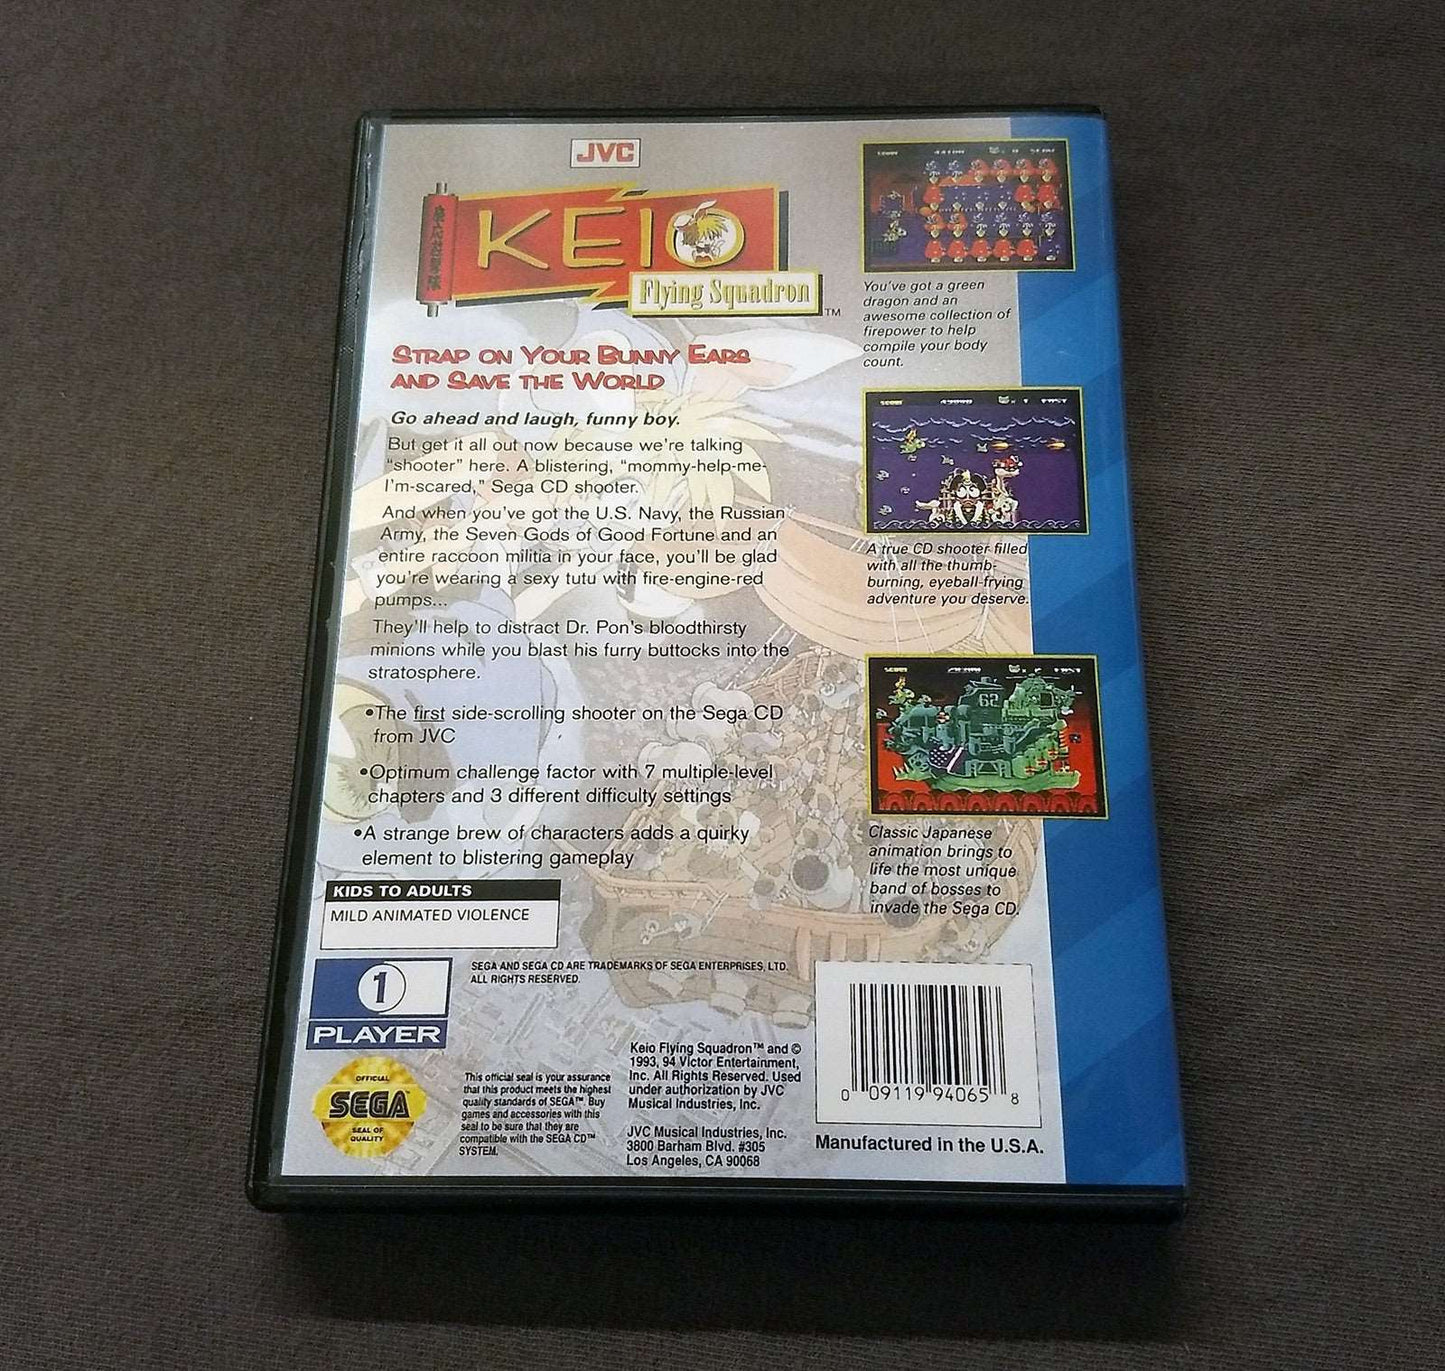 JVC
KEIO
Flying Squadron
TM
STRAP ON YOUR BUNNY EARS
AND SAVE THE WORLD
Go ahead and laugh, funny boy.
But get it all out now because we're talking
"shooter" here. A blistering, "mommy-help-me-
I'm-scared," Sega CD shooter.
And when you've got the U.S. Navy, the Russian
Army, the Seven Gods of Good Fortune and an
entire raccoon militia in your face, you'll be glad
you're wearing a sexy tutu with fire-engine-red
pumps...
They'll help to distract Dr. Pon's bloodthirsty
minions while you blast his furry buttocks into the
stratosphere.
•The first side-scrolling shooter on the Sega CD
from JVC
•Optimum challenge factor with 7 multiple-level
chapters and 3 different difficulty settings
•A strange brew of characters adds a quirky
element to blistering gameplay
You've got a green
dragon and an
awesome collection of
firepower to help
compile your body
count.
A true CD shooter filled
with all the thumb-
burning, eyeball-frying
adventure you deserve.
62
Classic Japanese
animation brings to
life the most unique
band of bosses to
invade the Sega CD.
KIDS TO ADULTS
MILD ANIMATED VIOLENCE
1
PLAYER
SEGA AND SEGA CD ARE TRADEMARKS OF SEGA ENTERPRISES, LTD.
ALL RIGHTS RESERVED.
OFFICIAL
SEGA
SEAL OF
QUALITY
This official seal is your assurance
that this product meets the highest
quality standards of SEGA™. Buy
games and accessories with this
seal to be sure that they are
compatible with the SEGA CD™
SYSTEM.
Keio Flying Squadron™ and ©
1993, 94 Victor Entertainment,
Inc. All Rights Reserved. Used
under authorization by JVC
Musical Industries, Inc.
JVC Musical Industries, Inc.
3800 Barham Blvd. #305
Los Angeles, CA 90068
0 09119 94065 8
Manufactured in the U.S.A.